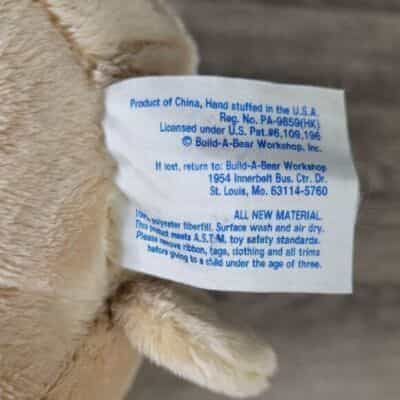 Product of China, Hand stuffed in the U.S.A.
Reg. No. PA-9859(HK)
Licensed under U.S. Pat.#6,109,196
© Build-A-Bear Workshop, Inc.
If lost, return to: Build-A-Bear Workshop
1954 Innerbelt Bus. Ctr. Dr.
St. Louis, Mo. 63114-5760
ALL NEW MATERIAL.
100% polyester fiberfill. Surface wash and air dry.
This product meets A.S.T.M. toy safety standards.
Please remove ribbon, tags, clothing and all trims
before giving to a child under the age of three.